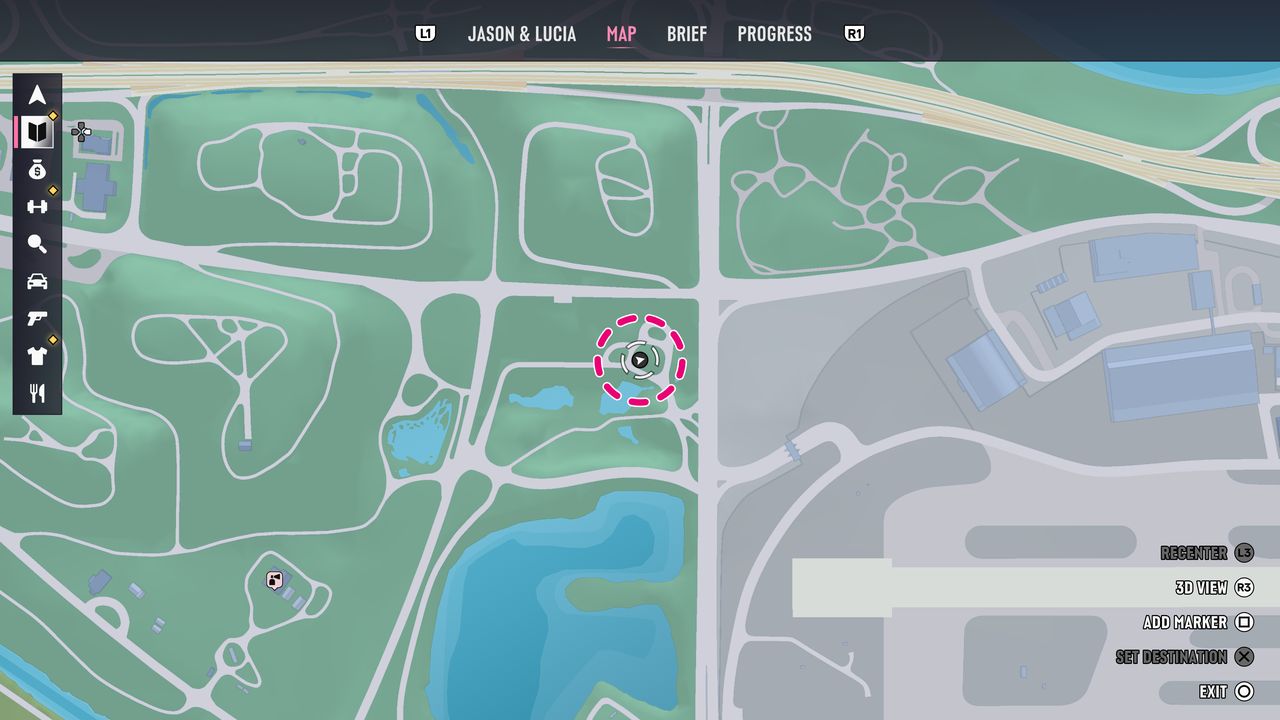 L1 JASON & LUCIA MAP BRIEF PROGRESS R1
$
RECENTER L3
3D VIEW R3
ADD MARKER
SET DESTINATION
EXIT